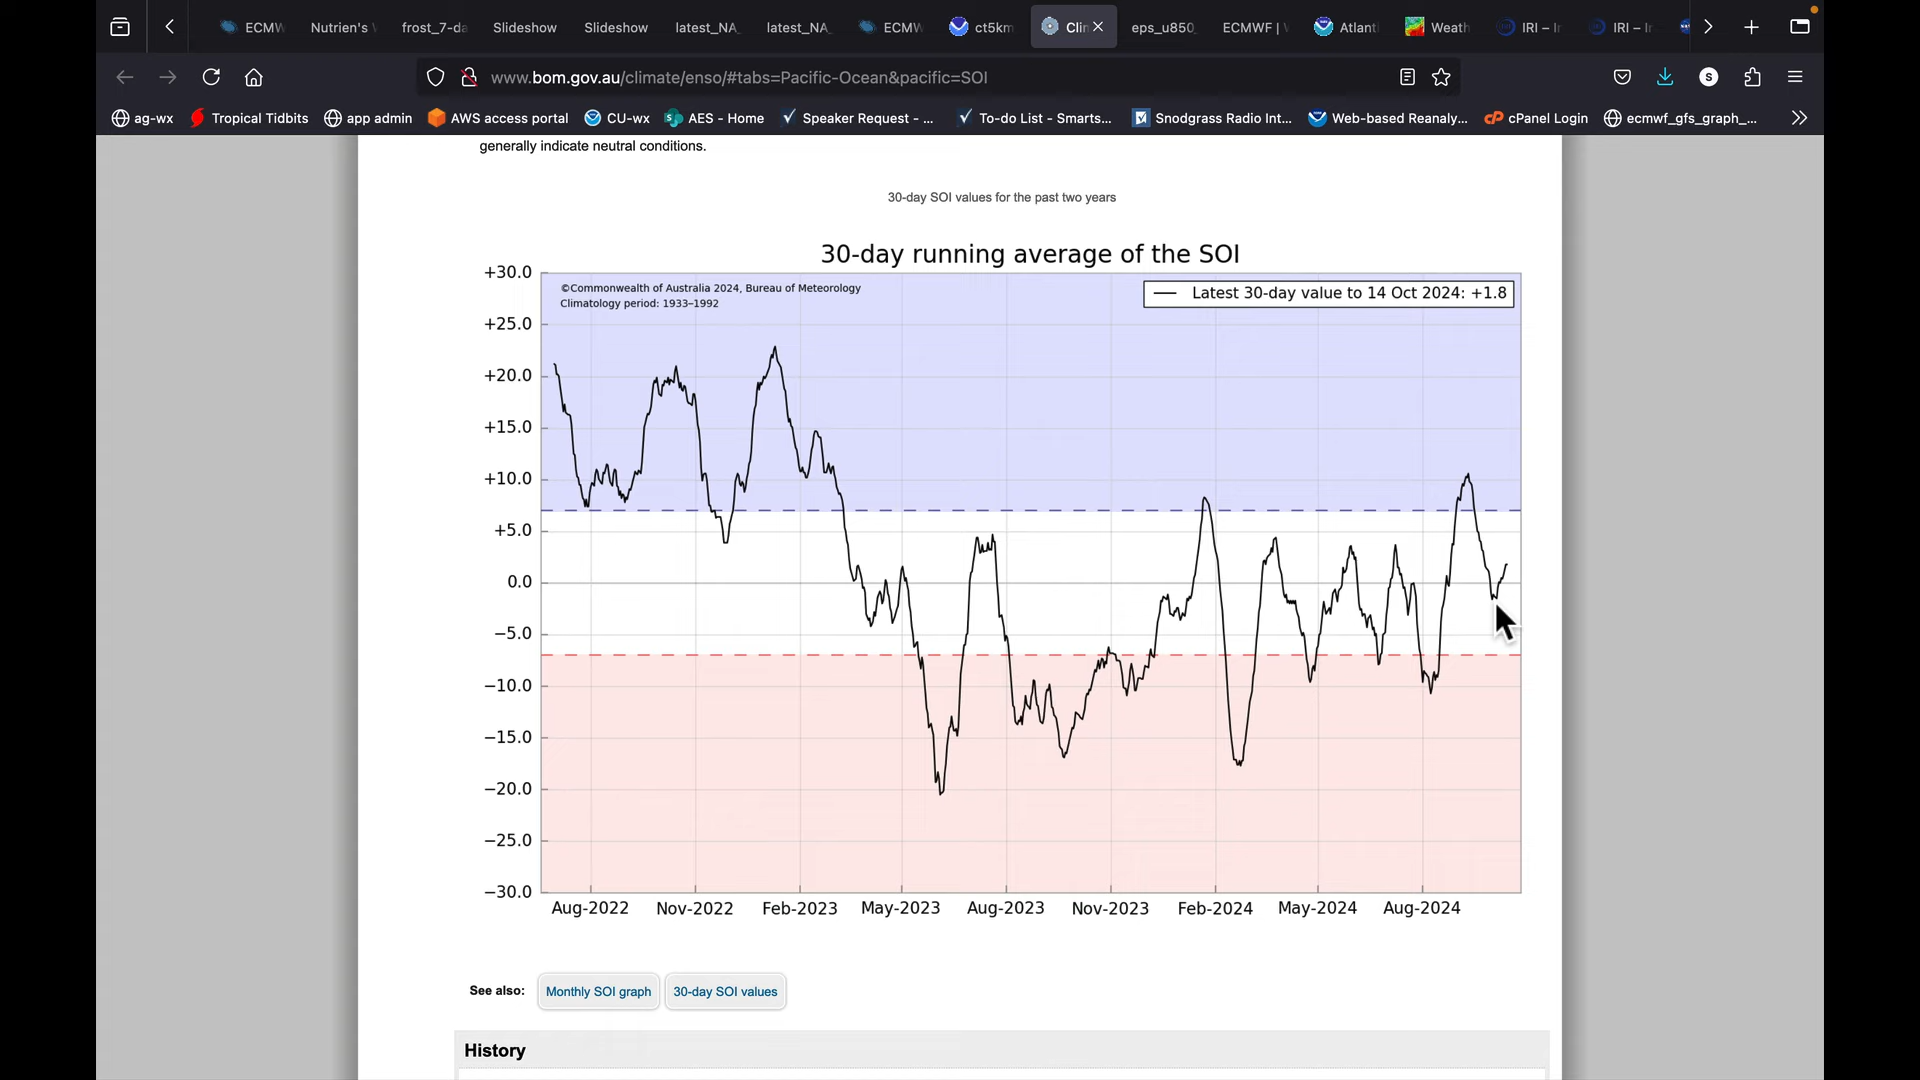 ECMW
Nutrien's
frost_7-da
Slideshow
Slideshow
latest_NA_
latest_NA_
ECMW
ct5km
Cli
eps_u850_
ECMWF |
Atlant
Weath
IRI – In
IRI – In
www.bom.gov.au/climate/enso/#tabs=Pacific-Ocean&pacific=SOI
S
ag-wx
Tropical Tidbits
app admin
AWS access portal
CU-wx
AES - Home
Speaker Request - ...
To-do List - Smarts...
Snodgrass Radio Int...
Web-based Reanaly...
cPanel Login
ecmwf_gfs_graph_...
generally indicate neutral conditions.
30-day SOI values for the past two years
30-day running average of the SOI
©Commonwealth of Australia 2024, Bureau of Meteorology
Climatology period: 1933–1992
Latest 30-day value to 14 Oct 2024: +1.8
+30.0
+25.0
+20.0
+15.0
+10.0
+5.0
0.0
−5.0
−10.0
−15.0
−20.0
−25.0
−30.0
Aug-2022
Nov-2022
Feb-2023
May-2023
Aug-2023
Nov-2023
Feb-2024
May-2024
Aug-2024
See also:
Monthly SOI graph
30-day SOI values
History